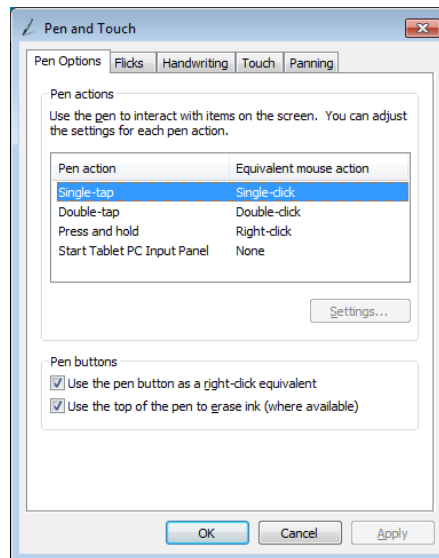 Pen and Touch
Pen Options Flicks Handwriting Touch Panning
Pen actions
Use the pen to interact with items on the screen. You can adjust
the settings for each pen action.
Pen action Equivalent mouse action
Single-tap Single-click
Double-tap Double-click
Press and hold Right-click
Start Tablet PC Input Panel None
Settings...
Pen buttons
Use the pen button as a right-click equivalent
Use the top of the pen to erase ink (where available)
OK Cancel Apply